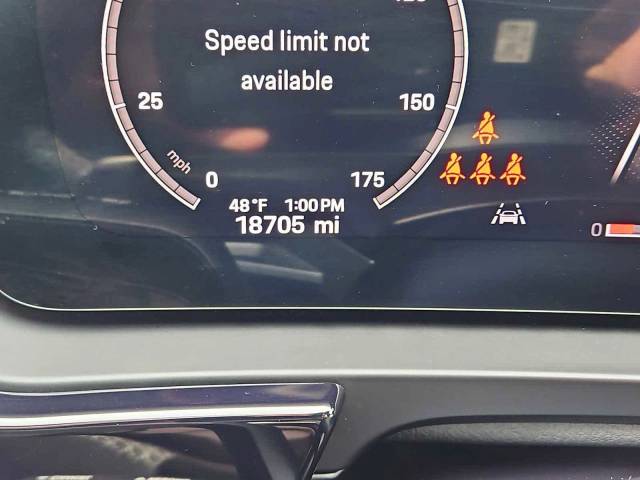 Speed limit not
available
25
150
mph
0
175
48°F 1:00PM
18705 mi
0